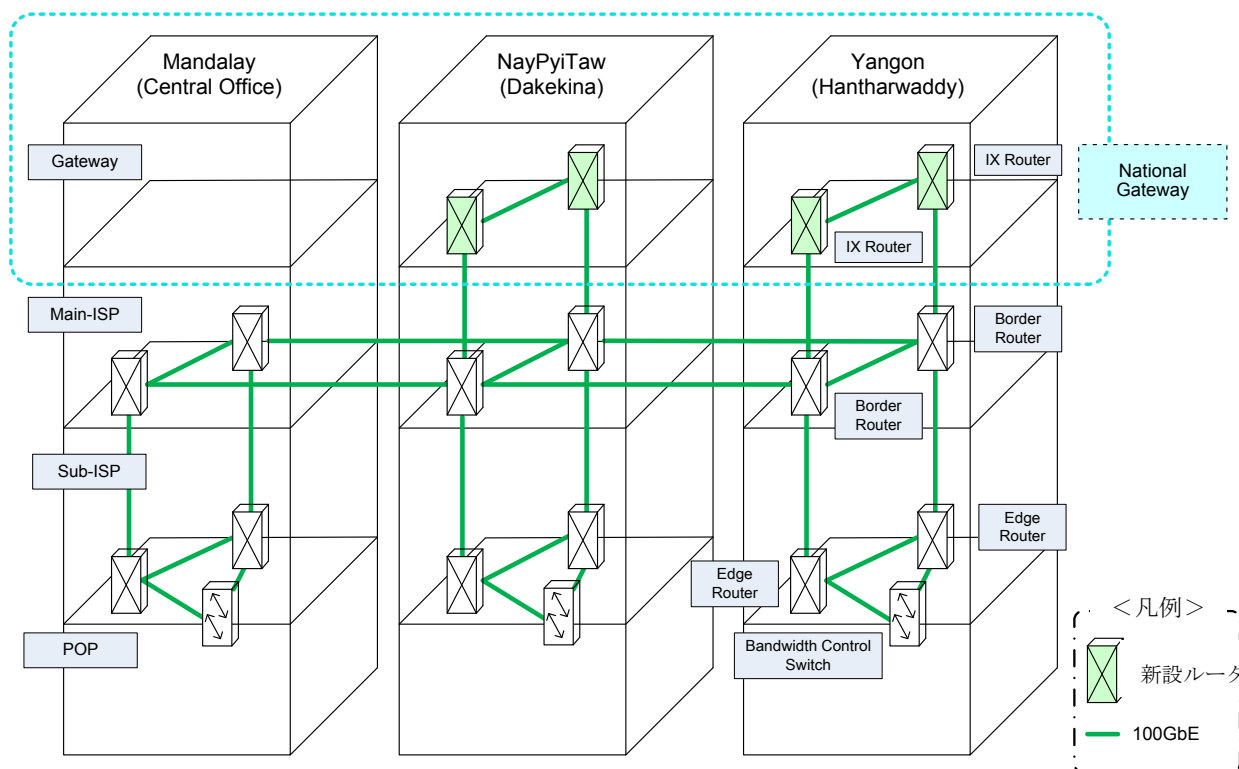 Mandalay
(Central Office)
NayPyiTaw
(Dakekina)
Yangon
(Hantharwaddy)
Gateway
IX Router
National
Gateway
IX Router
Main-ISP
Border
Router
Border
Router
Sub-ISP
Edge
Router
Edge
Router
POP
Bandwidth Control
Switch
<凡例>
新設ルータ
100GbE